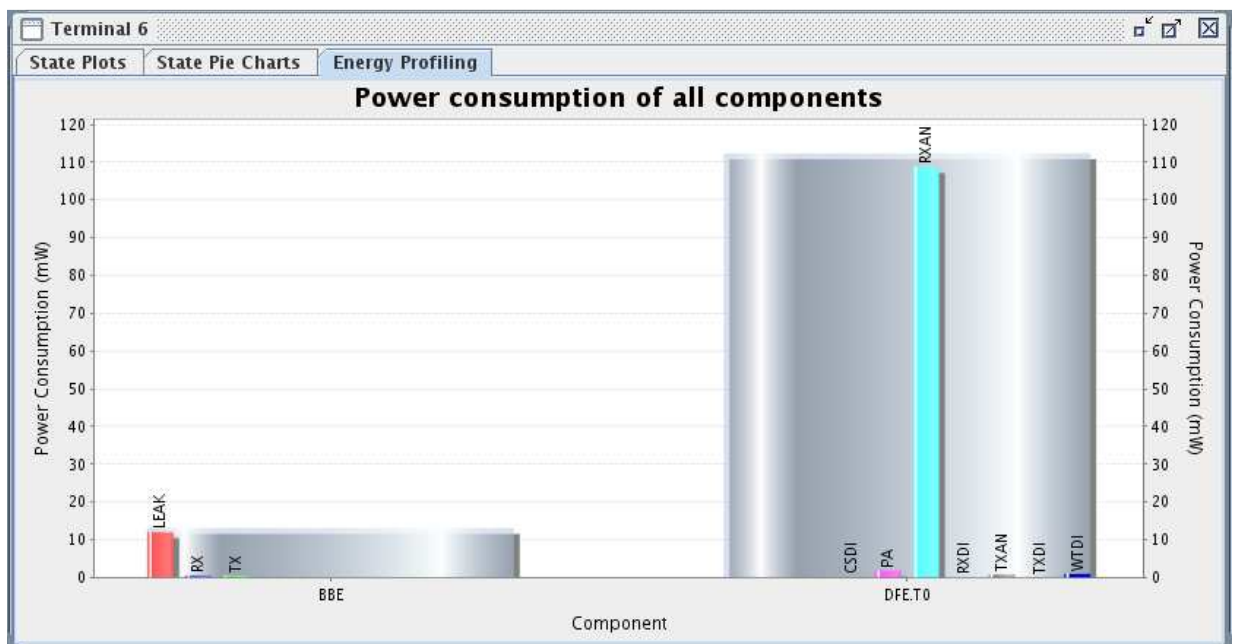 Terminal 6
State Plots State Pie Charts Energy Profiling
Power consumption of all components
Power Consumption (mW)
120
110
100
90
80
70
60
50
40
30
20
10
0
LEAK
RX
TX
CSDI
PA
RXAN
RXDI
TXAN
TXDI
WTDI
120
110
100
90
80
70
60
50
40
30
20
10
0
Power Consumption (mW)
BBE DFE.T0
Component